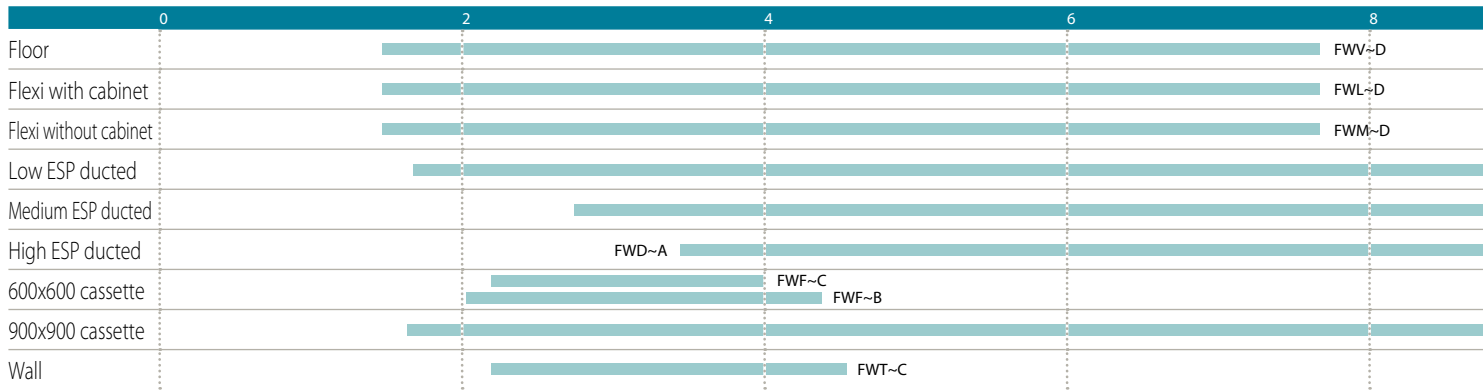 0 2 4 6 8
Floor FWV~D
Flexi with cabinet FWL~D
Flexi without cabinet FWM~D
Low ESP ducted
Medium ESP ducted
High ESP ducted FWD~A
600x600 cassette FWF~C
FWF~B
900x900 cassette
Wall FWT~C